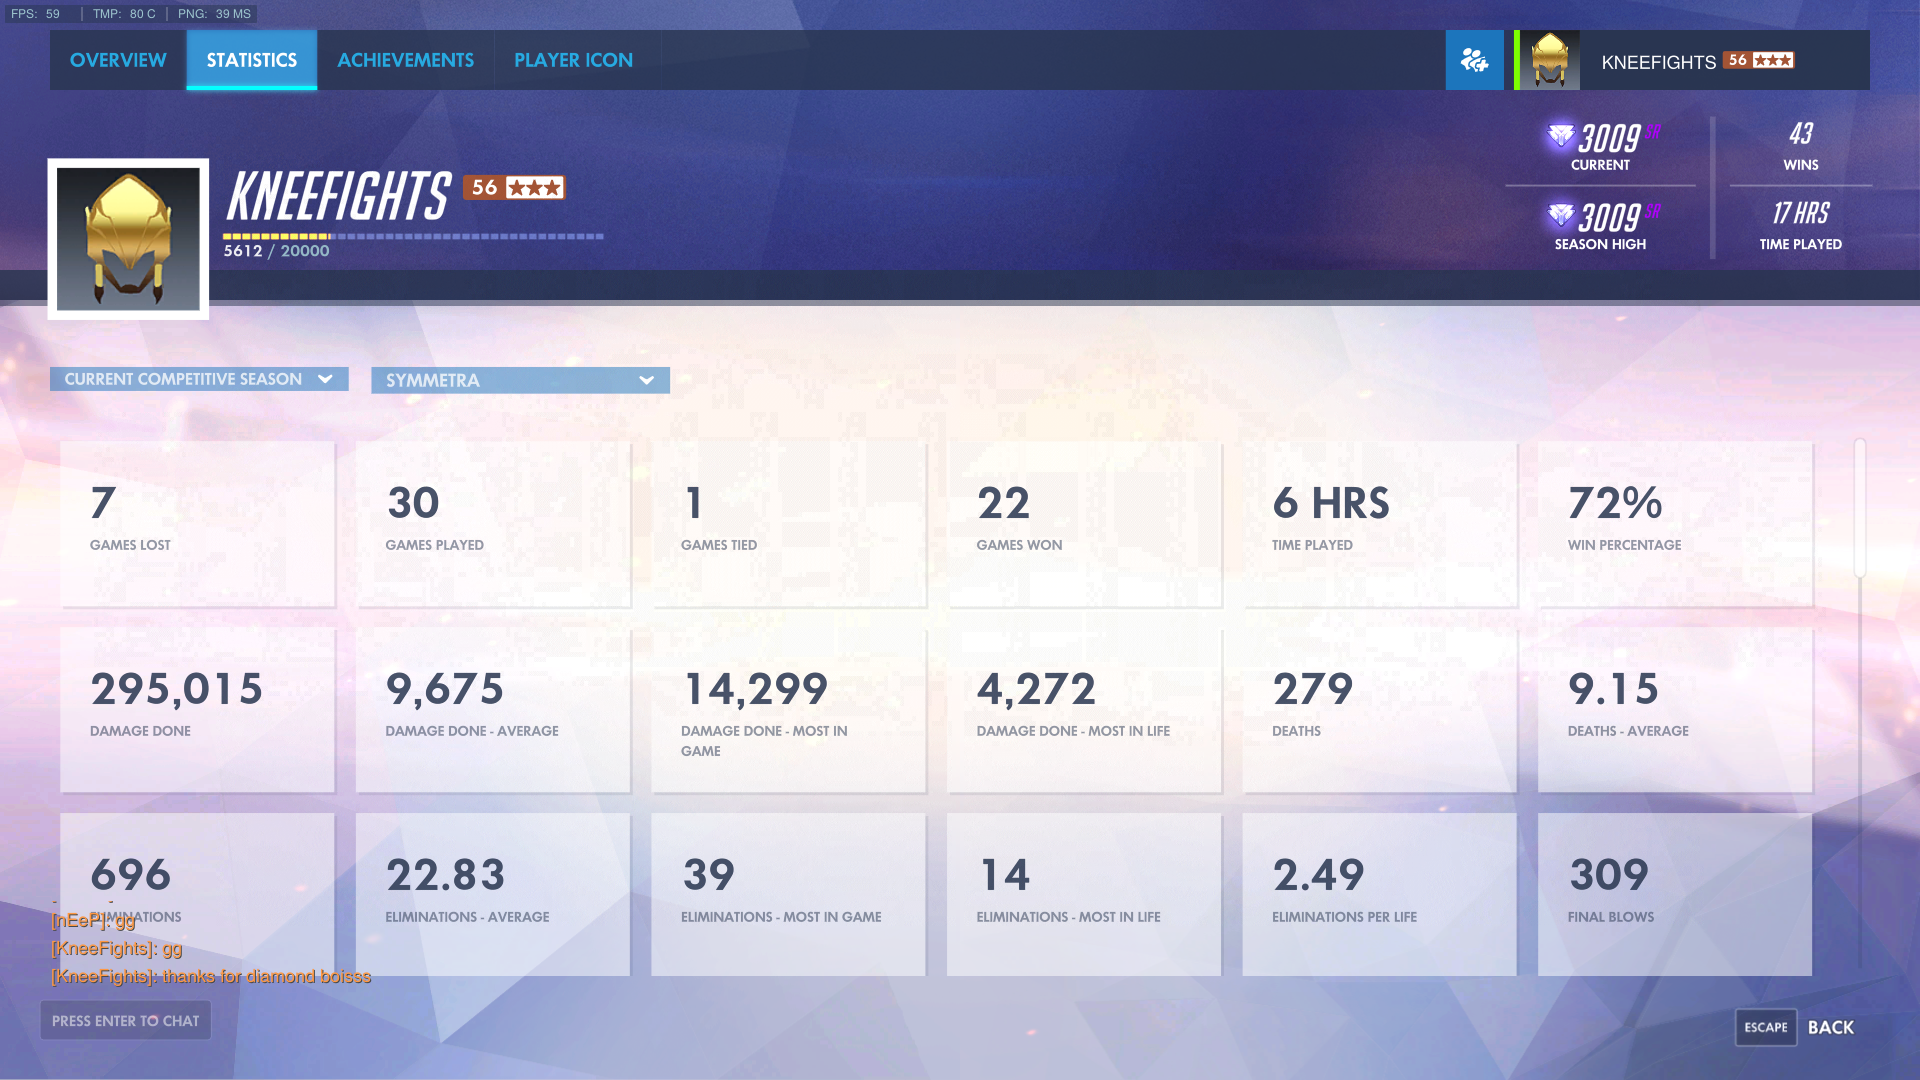 FPS: 59 | TMP: 80 C | PNG: 39 MS
OVERVIEW STATISTICS ACHIEVEMENTS PLAYER ICON
KNEEFIGHTS 56
KNEEFIGHTS 56
5612 / 20000
3009 SR
CURRENT
43
WINS
3009 SR
SEASON HIGH
17 HRS
TIME PLAYED
CURRENT COMPETITIVE SEASON SYMMETRA
7 30 1 22 6 HRS 72%
GAMES LOST GAMES PLAYED GAMES TIED GAMES WON TIME PLAYED WIN PERCENTAGE
295,015 9,675 14,299 4,272 279 9.15
DAMAGE DONE DAMAGE DONE - AVERAGE DAMAGE DONE - MOST IN DAMAGE DONE - MOST IN LIFE DEATHS DEATHS - AVERAGE
GAME
696 22.83 39 14 2.49 309
ELIMINATIONS ELIMINATIONS - AVERAGE ELIMINATIONS - MOST IN GAME ELIMINATIONS - MOST IN LIFE ELIMINATIONS PER LIFE FINAL BLOWS
[nEeF]: gg
[KneeFights]: gg
[KneeFights]: thanks for diamond boisss
PRESS ENTER TO CHAT
ESCAPE BACK